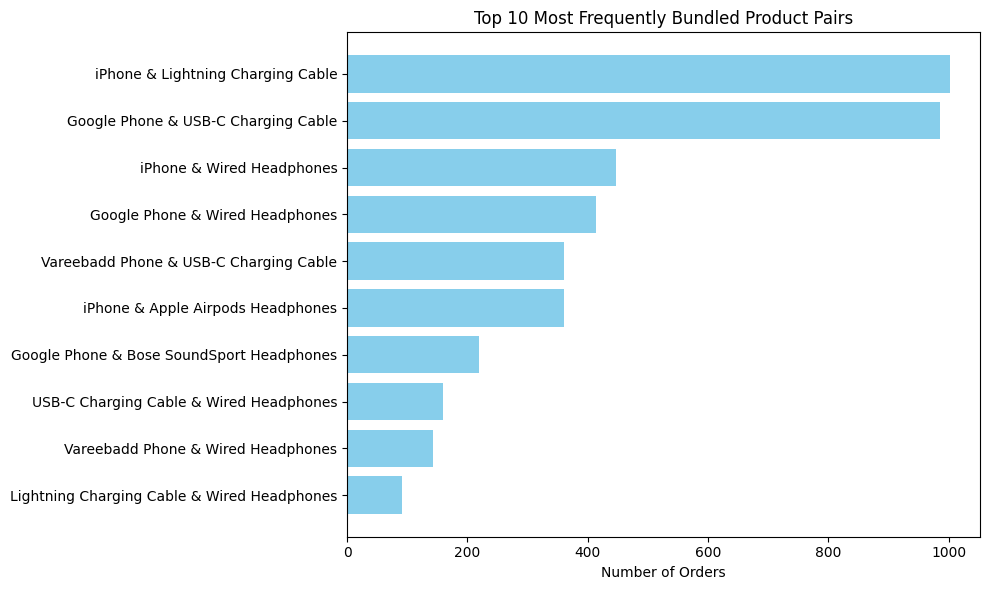 Top 10 Most Frequently Bundled Product Pairs
iPhone & Lightning Charging Cable
Google Phone & USB-C Charging Cable
iPhone & Wired Headphones
Google Phone & Wired Headphones
Vareebadd Phone & USB-C Charging Cable
iPhone & Apple Airpods Headphones
Google Phone & Bose SoundSport Headphones
USB-C Charging Cable & Wired Headphones
Vareebadd Phone & Wired Headphones
Lightning Charging Cable & Wired Headphones
0 200 400 600 800 1000
Number of Orders